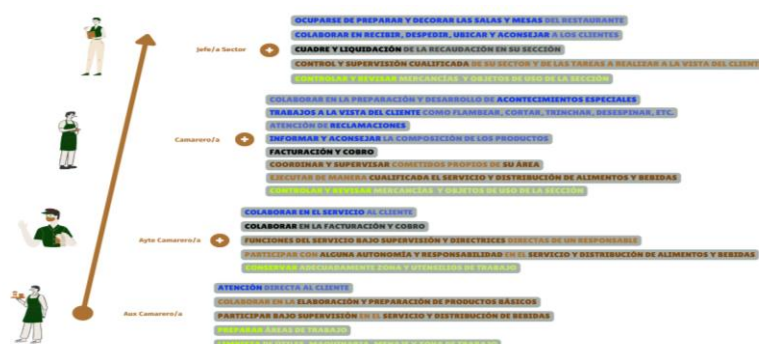 OCUPARSE DE PREPARAR Y DECORAR LAS SALAS Y MESAS DEL RESTAURANTE
COLABORAR EN RECIBIR, DESPEDIR, UBICAR Y ACONSEJAR A LOS CLIENTES
Jefe/a Sector
CUADRE Y LIQUIDACIÓN DE LA RECAUDACIÓN EN SU SECCIÓN
CONTROL Y SUPERVISIÓN CUALIFICADA DE SU SECTOR Y DE LAS TAREAS A REALIZAR A LA VISTA DEL CLIENT
CONTROLAR Y REVISAR MERCANCÍAS Y OBJETOS DE USO DE LA SECCIÓN
COLABORAR EN LA PREPARACIÓN Y DESARROLLO DE ACONTECIMIENTOS ESPECIALES
TRABAJOS A LA VISTA DEL CLIENTE COMO FLAMBEAR, CORTAR, TRINCHAR, DESESPINAR, ETC.
ATENCIÓN DE RECLAMACIONES
Camarero/a
INFORMAR Y ACONSEJAR LA COMPOSICIÓN DE LOS PRODUCTOS
FACTURACIÓN Y COBRO
COORDINAR Y SUPERVISAR COMETIDOS PROPIOS DE SU ÁREA
EJECUTAR DE MANERA CUALIFICADA EL SERVICIO Y DISTRIBUCIÓN DE ALIMENTOS Y BEBIDAS
CONTROLAR Y REVISAR MERCANCÍAS Y OBJETOS DE USO DE LA SECCIÓN
COLABORAR EN EL SERVICIO AL CLIENTE
COLABORAR EN LA FACTURACIÓN Y COBRO
Ayte Camarero/a
FUNCIONES DEL SERVICIO BAJO SUPERVISIÓN Y DIRECTRICES DIRECTAS DE UN RESPONSABLE
PARTICIPAR CON ALGUNA AUTONOMÍA Y RESPONSABILIDAD EN EL SERVICIO Y DISTRIBUCIÓN DE ALIMENTOS Y BEBIDAS
CONSERVAR ADECUADAMENTE ZONA Y UTENSILIOS DE TRABAJO
ATENCIÓN DIRECTA AL CLIENTE
COLABORAR EN LA ELABORACIÓN Y PREPARACIÓN DE PRODUCTOS BÁSICOS
Aux Camarero/a
PARTICIPAR BAJO SUPERVISIÓN EN EL SERVICIO Y DISTRIBUCIÓN DE BEBIDAS
PREPARAR ÁREAS DE TRABAJO